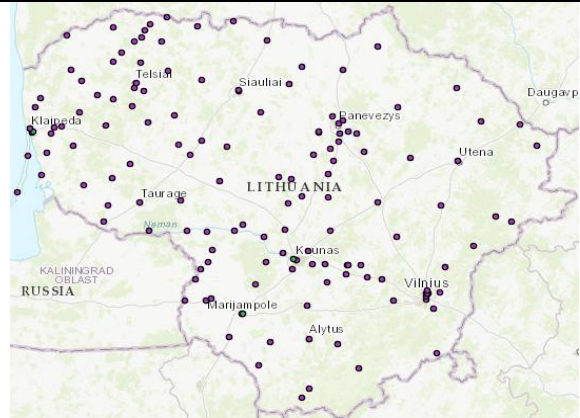 Telsiai
Siauliai
Daugavp
Klaipeda
Panevezys
Utena
Taurage
LITHUANIA
Neman
Kaunas
KALININGRAD
OBLAST
RUSSIA
Vilnius
Marijampole
Alytus